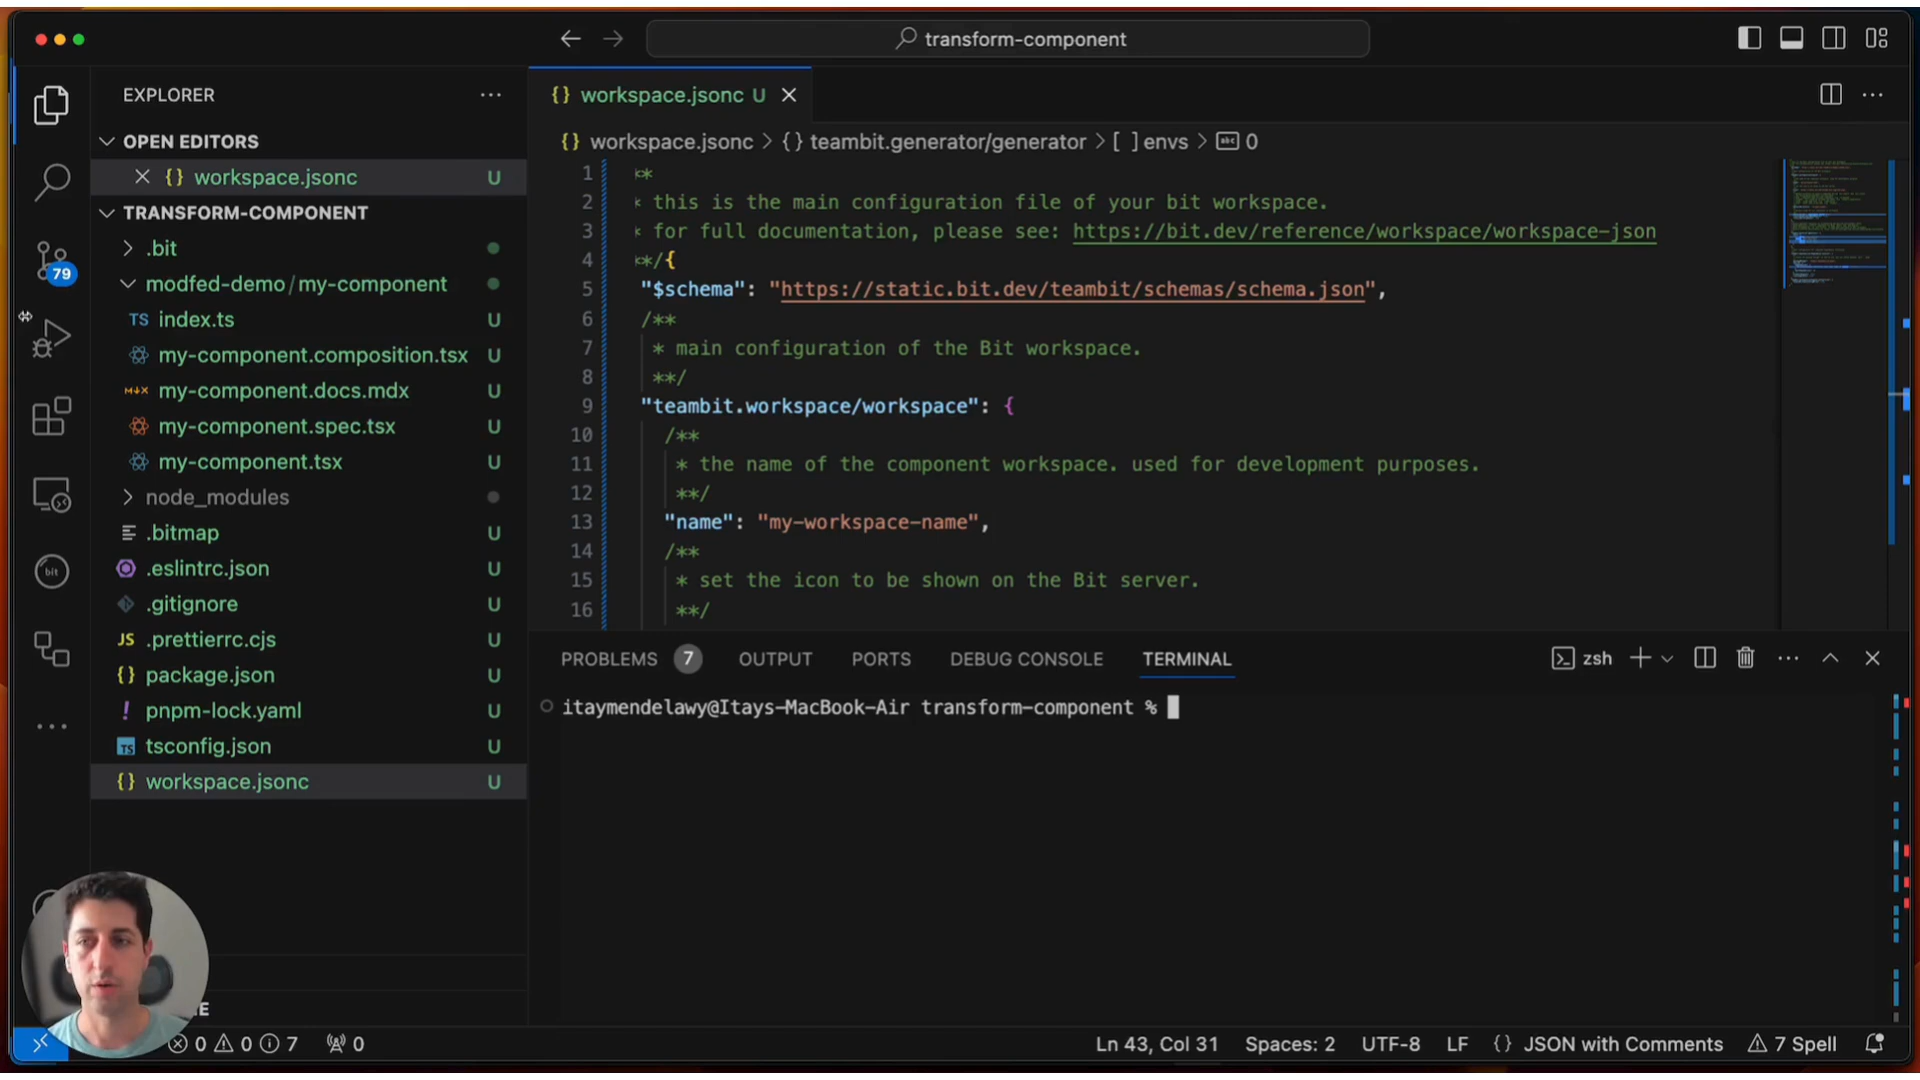 transform-component
EXPLORER
OPEN EDITORS
{} workspace.jsonc U
TRANSFORM-COMPONENT
.bit
modfed-demo/my-component
TS index.ts U
my-component.composition.tsx U
my-component.docs.mdx U
my-component.spec.tsx U
my-component.tsx U
node_modules
.bitmap U
.eslintrc.json U
.gitignore U
JS .prettierrc.cjs U
{} package.json U
! pnpm-lock.yaml U
TS tsconfig.json U
{} workspace.jsonc U
79
bit
{} workspace.jsonc U
{} workspace.jsonc > {} teambit.generator/generator > [ ] envs > abc 0
1 **
2 * this is the main configuration file of your bit workspace.
3 * for full documentation, please see: https://bit.dev/reference/workspace/workspace-json
4 **/{
5 "$schema": "https://static.bit.dev/teambit/schemas/schema.json",
6 /**
7 * main configuration of the Bit workspace.
8 **/
9 "teambit.workspace/workspace": {
10 /**
11 * the name of the component workspace. used for development purposes.
12 **/
13 "name": "my-workspace-name",
14 /**
15 * set the icon to be shown on the Bit server.
16 **/
PROBLEMS 7 OUTPUT PORTS DEBUG CONSOLE TERMINAL
zsh
itaymendelawy@Itays-MacBook-Air transform-component %
0 0 7 0
Ln 43, Col 31 Spaces: 2 UTF-8 LF {} JSON with Comments 7 Spell